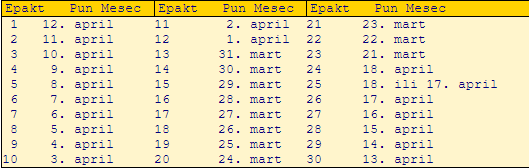 Epakt Pun Mesec Epakt Pun Mesec Epakt Pun Mesec
1 12. april 11 2. april 21 23. mart
2 11. april 12 1. april 22 22. mart
3 10. april 13 31. mart 23 21. mart
4 9. april 14 30. mart 24 18. april
5 8. april 15 29. mart 25 18. ili 17. april
6 7. april 16 28. mart 26 17. april
7 6. april 17 27. mart 27 16. april
8 5. april 18 26. mart 28 15. april
9 4. april 19 25. mart 29 14. april
10 3. april 20 24. mart 30 13. april